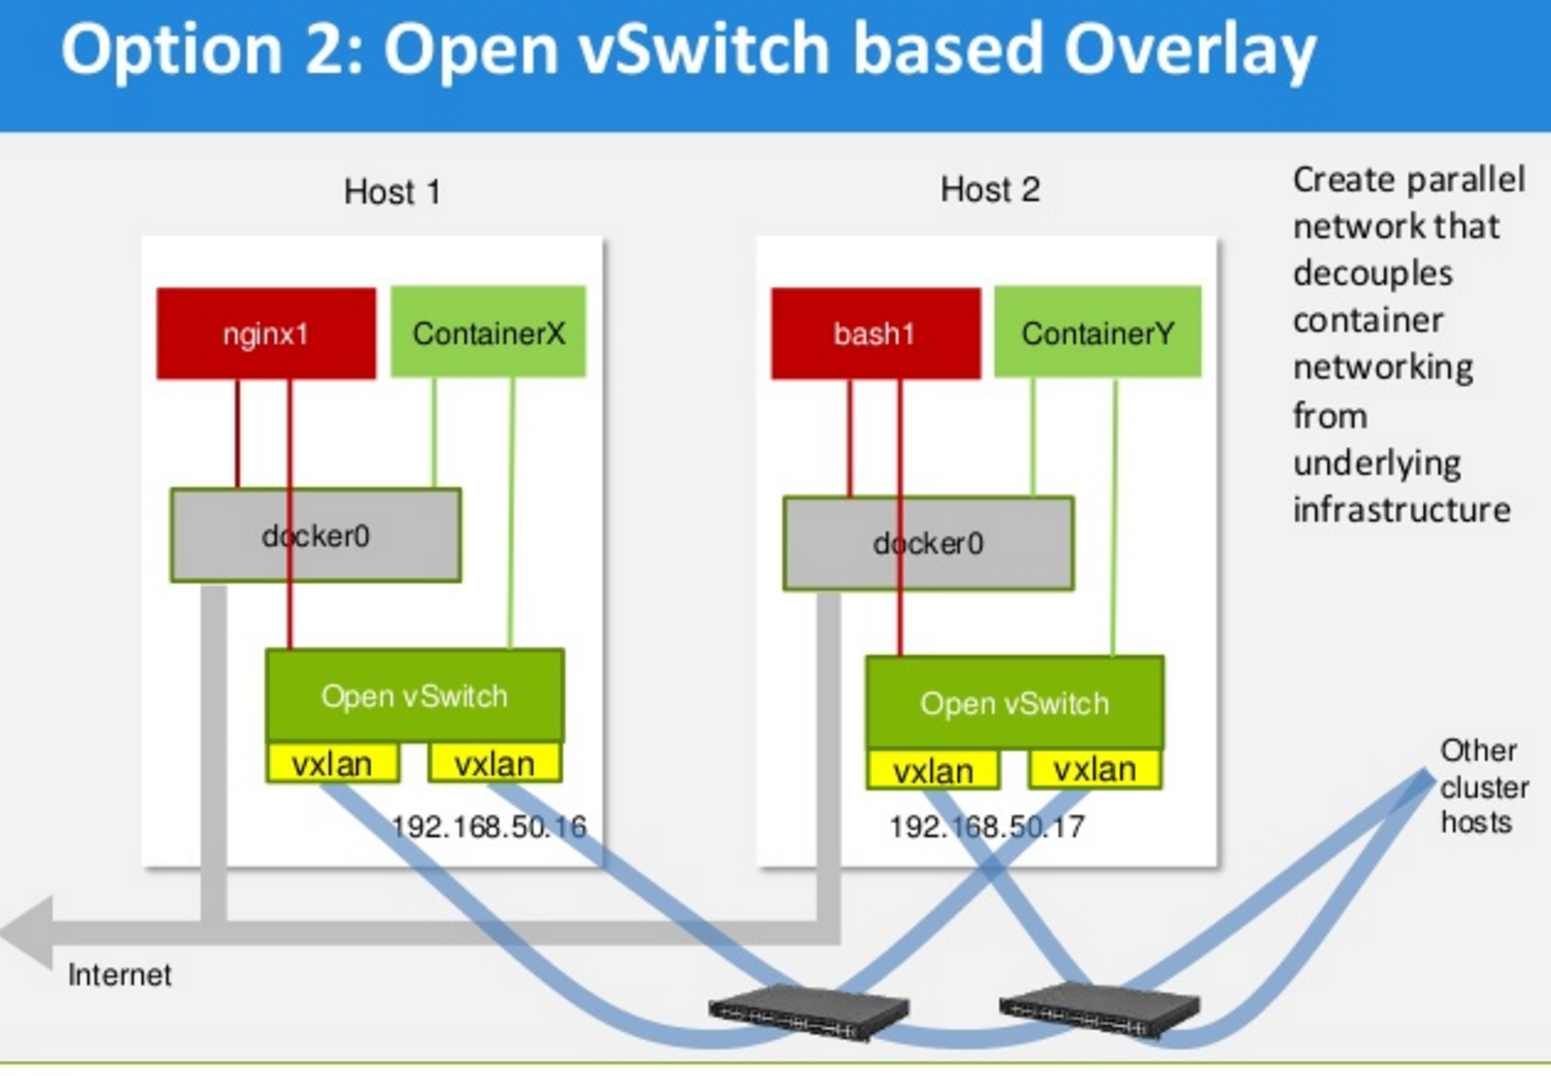 Option 2: Open vSwitch based Overlay
Host 1
Host 2
Create parallel
network that
decouples
container
networking
from
underlying
infrastructure
nginx1
ContainerX
bash1
ContainerY
docker0
docker0
Open vSwitch
Open vSwitch
vxlan
vxlan
vxlan
vxlan
192.168.50.16
192.168.50.17
Other
cluster
hosts
Internet